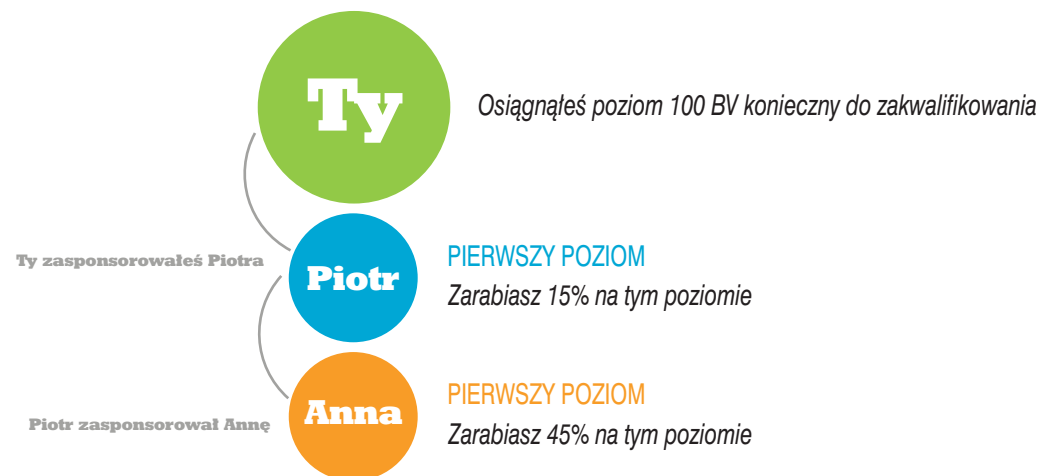 Ty
Osiągnąłeś poziom 100 BV konieczny do zakwalifikowania
Ty zasponsorowałeś Piotra
Piotr
PIERWSZY POZIOM
Zarabiasz 15% na tym poziomie
Piotr zasponsorował Annę
Anna
PIERWSZY POZIOM
Zarabiasz 45% na tym poziomie